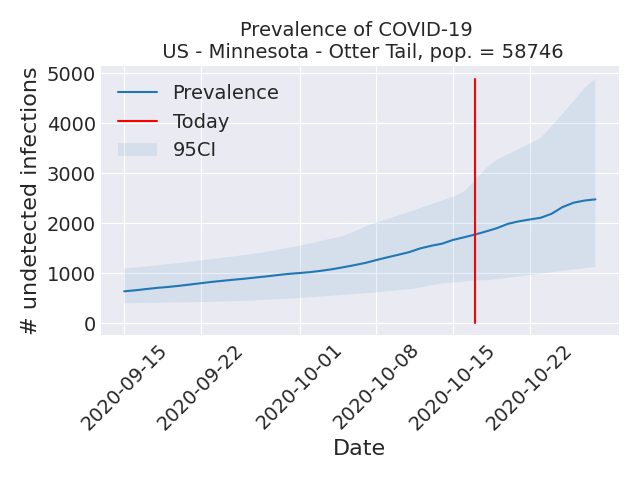 Prevalence of COVID-19
US - Minnesota - Otter Tail, pop. = 58746
# undetected infections
5000
4000
3000
2000
1000
0
Prevalence
Today
95CI
2020-09-15
2020-09-22
2020-10-01
2020-10-08
2020-10-15
2020-10-22
Date